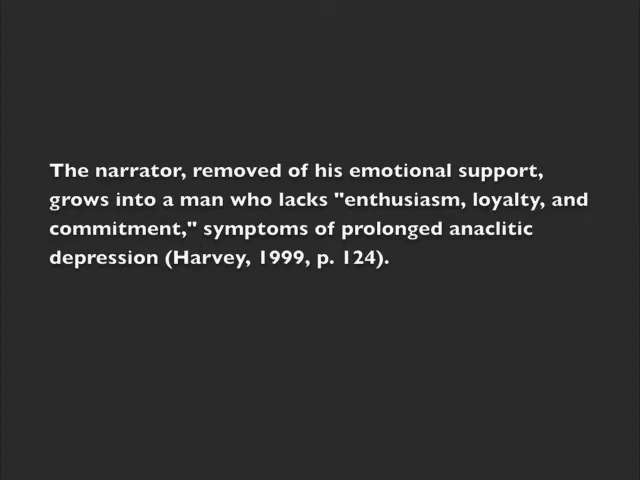 The narrator, removed of his emotional support,
grows into a man who lacks "enthusiasm, loyalty, and
commitment," symptoms of prolonged anaclitic
depression (Harvey, 1999, p. 124).